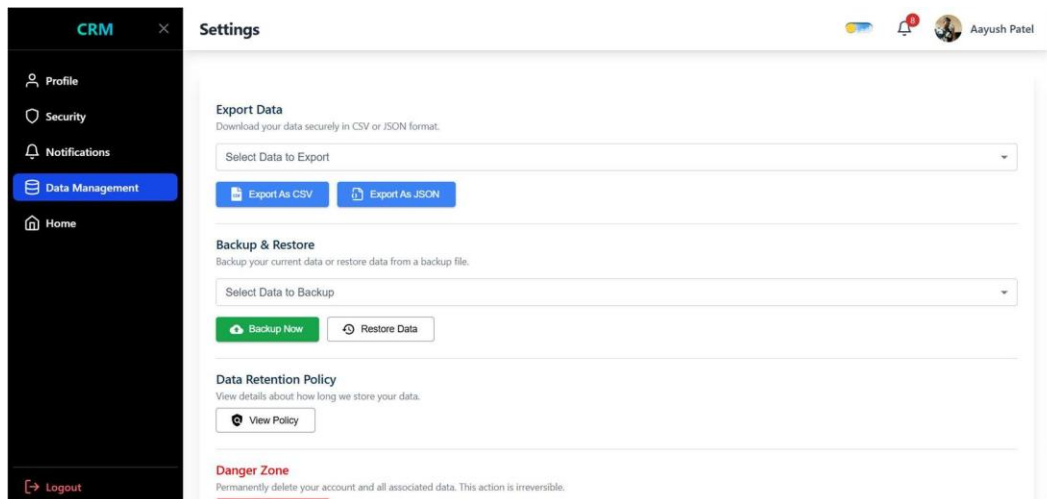 CRM
Settings
8
Aayush Patel
Profile
Security
Notifications
Data Management
Home
Logout
Export Data
Download your data securely in CSV or JSON format.
Select Data to Export
Export As CSV
Export As JSON
Backup & Restore
Backup your current data or restore data from a backup file.
Select Data to Backup
Backup Now
Restore Data
Data Retention Policy
View details about how long we store your data.
View Policy
Danger Zone
Permanently delete your account and all associated data. This action is irreversible.